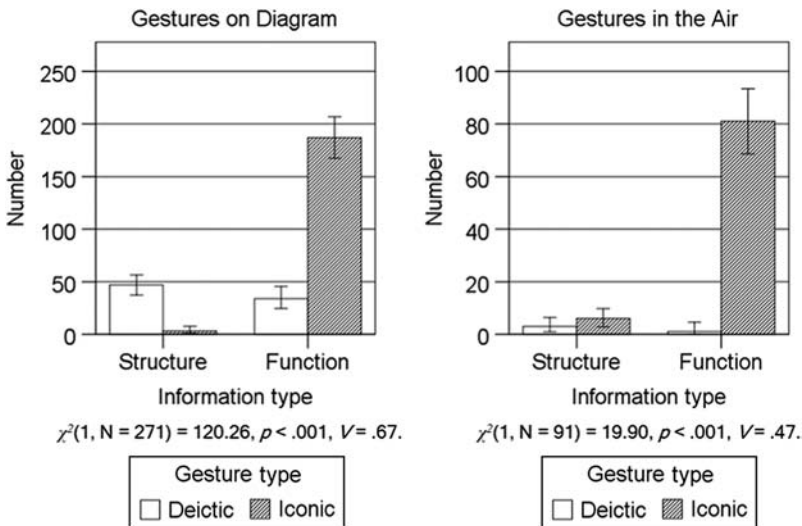 Gestures on Diagram
250
200
150
100
50
0
Number
Structure Function
Information type
χ²(1, N = 271) = 120.26, p < .001, V = .67.
Gesture type
Deictic Iconic
Gestures in the Air
100
80
60
40
20
0
Number
Structure Function
Information type
χ²(1, N = 91) = 19.90, p < .001, V = .47.
Gesture type
Deictic Iconic